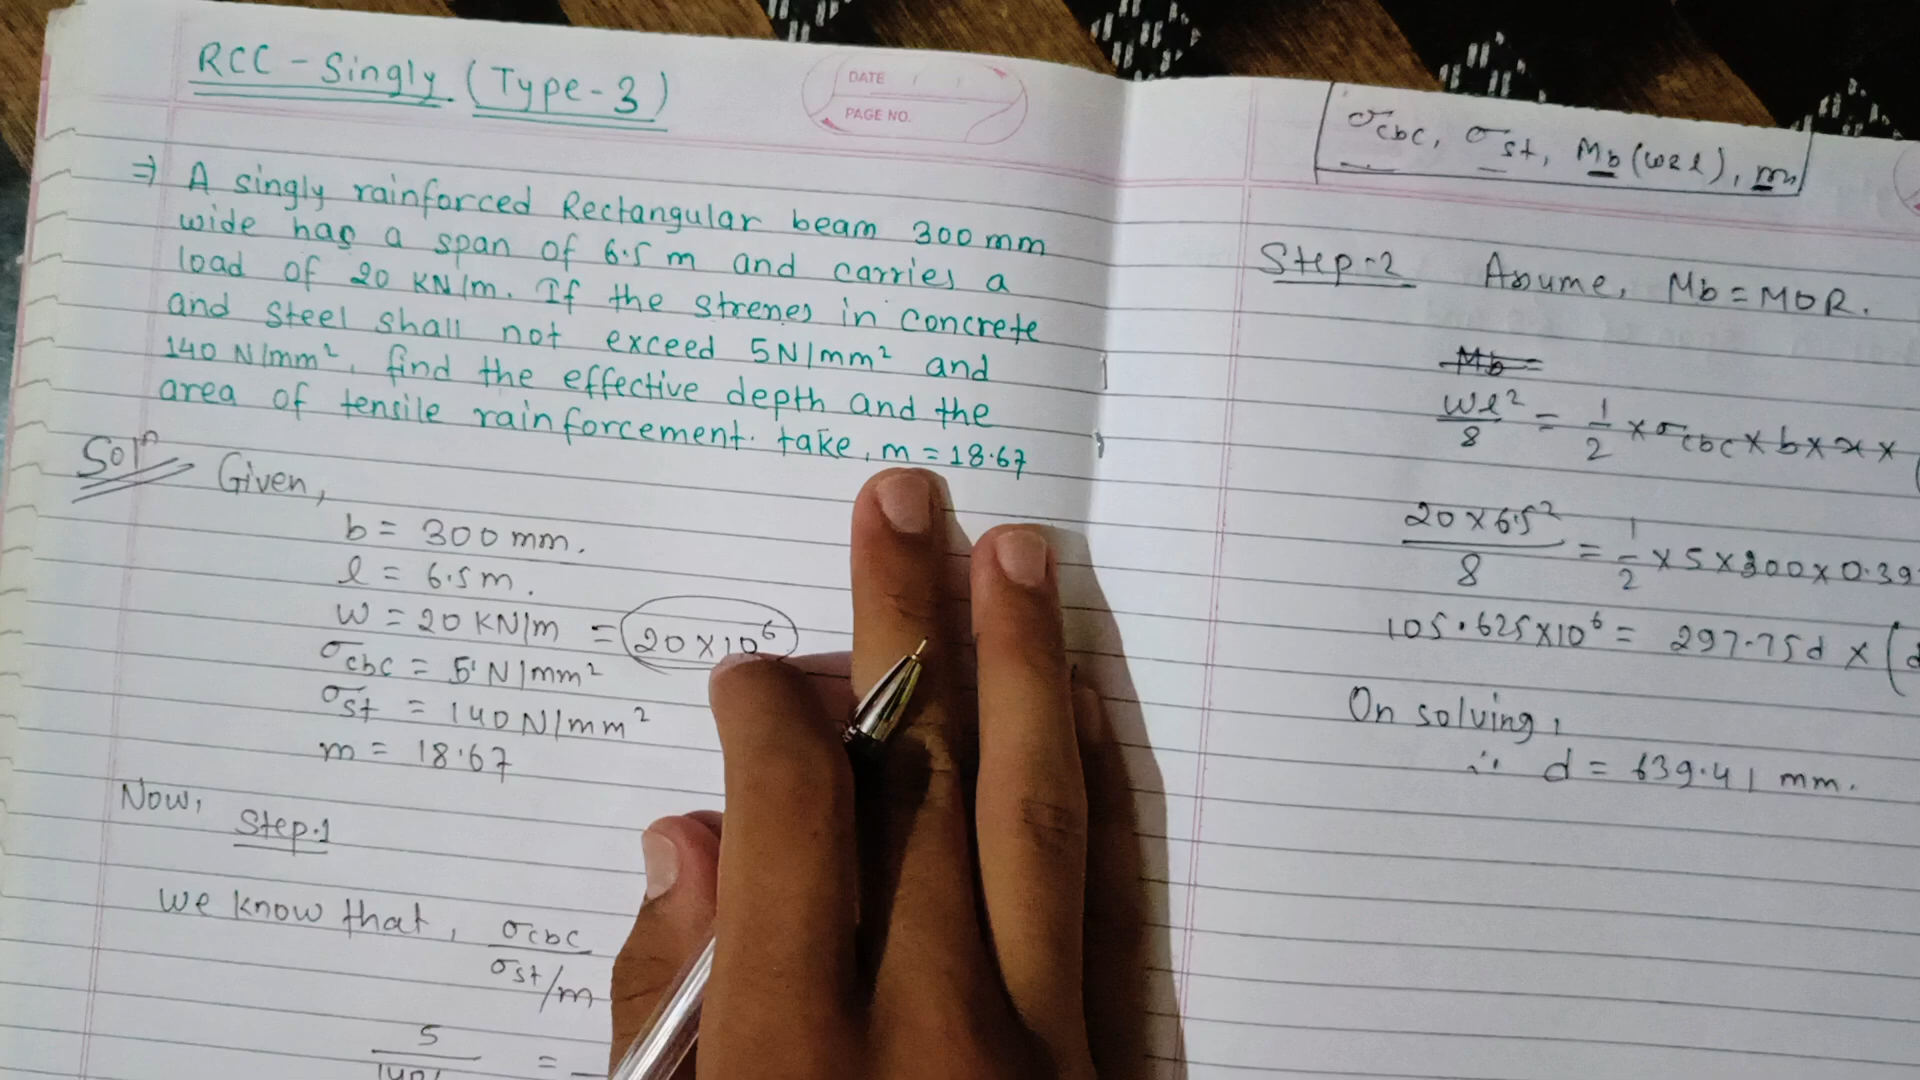 RCC - Singly (Type-3)
DATE
PAGE NO.
⇒ A singly rainforced Rectangular beam 300 mm
wide has a span of 6.5 m and carries a
load of 20 KN/m. If the stresses in concrete
and steel shall not exceed 5N/mm² and
140 N/mm², find the effective depth and the
area of tensile rainforcement. take, m = 18.67
Solⁿ Given,
b = 300 mm.
l = 6.5 m.
W = 20 KN/m = 20 × 10⁶
σcbc = 5 N/mm²
σst = 140 N/mm²
m = 18.67
Now,
Step.1
We know that, σcbc
σst/m
5
=
140/
σcbc, σst, Mb (w & l), m
Step-2 Assume, Mb = MOR.
Mb =
Wl²/8 = 1/2 × σcbc × b × x ×
20 × 6.5²/8 = 1/2 × 5 × 300 × 0.39
105.625 × 10⁶ = 297.75d × (d
On solving,
∴ d = 639.41 mm.